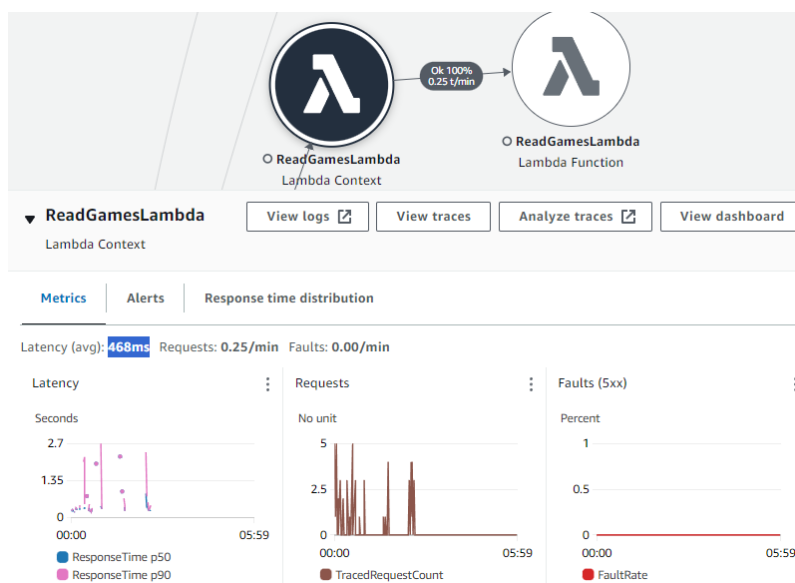 Ok 100%
0.25 t/min
ReadGamesLambda
Lambda Context
ReadGamesLambda
Lambda Function
ReadGamesLambda
Lambda Context
View logs
View traces
Analyze traces
View dashboard
Metrics
Alerts
Response time distribution
Latency (avg): 468ms Requests: 0.25/min Faults: 0.00/min
Latency
Seconds
2.7
1.35
0
00:00
05:59
ResponseTime p50
ResponseTime p90
Requests
No unit
5
2.5
0
00:00
05:59
TracedRequestCount
Faults (5xx)
Percent
1
0.5
0
00:00
05:59
FaultRate